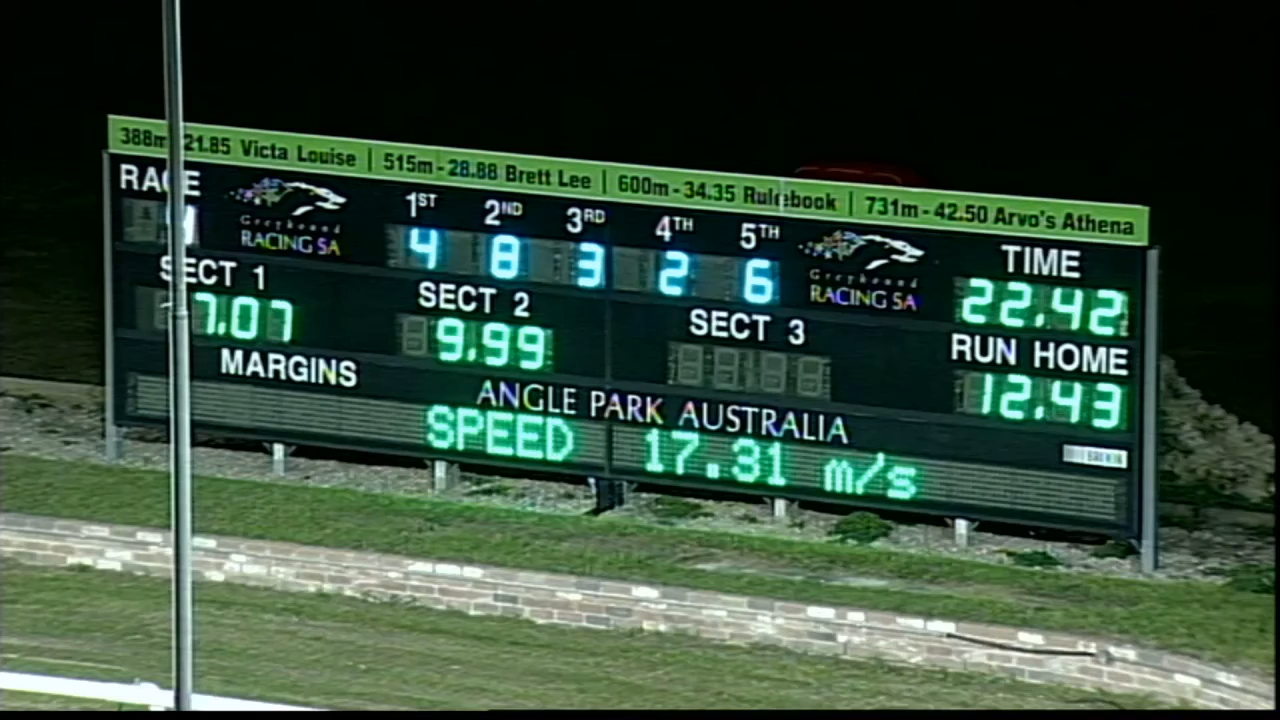 388m 21.85 Victa Louise | 515m - 28.88 Brett Lee | 600m - 34.35 Rulebook | 731m - 42.50 Arvo's Athena
RACE 1ST 2ND 3RD 4TH 5TH TIME
Greyhound RACING SA
4 8 3 2 6
Greyhound RACING SA
22.42
SECT 1 SECT 2 SECT 3 RUN HOME
7.07 9.99 12.43
MARGINS ANGLE PARK AUSTRALIA
SPEED 17.31 m/s